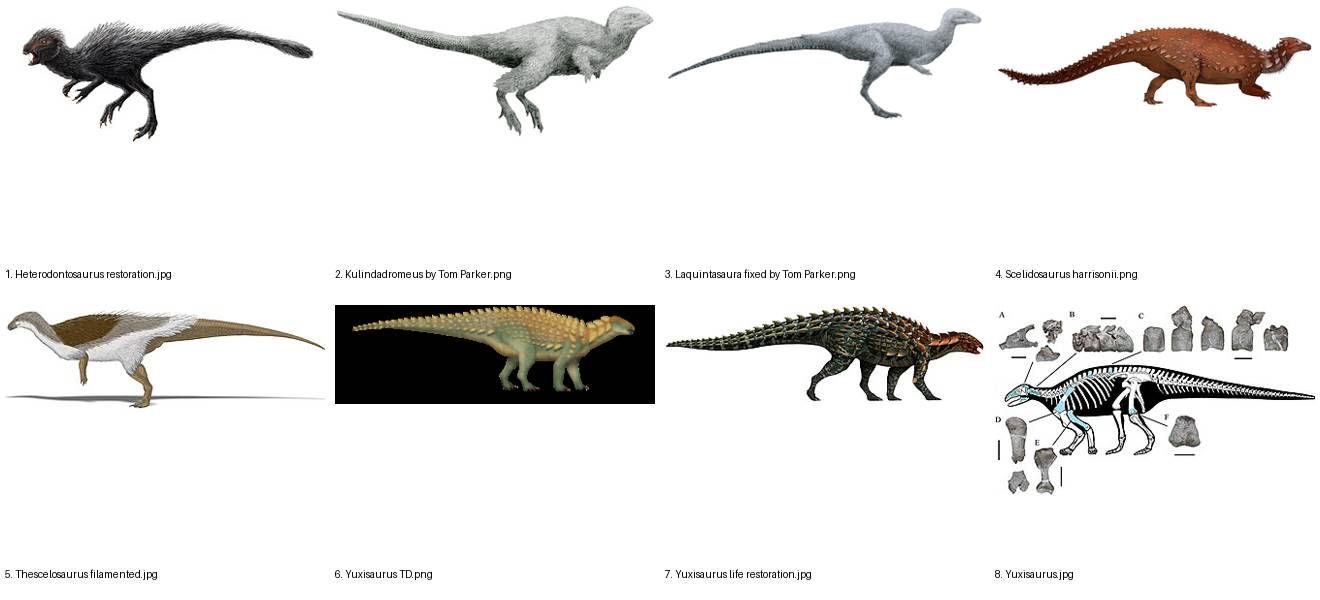 1. Heterodontosaurus restoration.jpg
2. Kulindadromeus by Tom Parker.png
3. Laquintasaura fixed by Tom Parker.png
4. Scelidosaurus harrisonii.png
A
B
C
D
E
F
5. Thescelosaurus filamented.jpg
6. Yuxisaurus TD.png
7. Yuxisaurus life restoration.jpg
8. Yuxisaurus.jpg